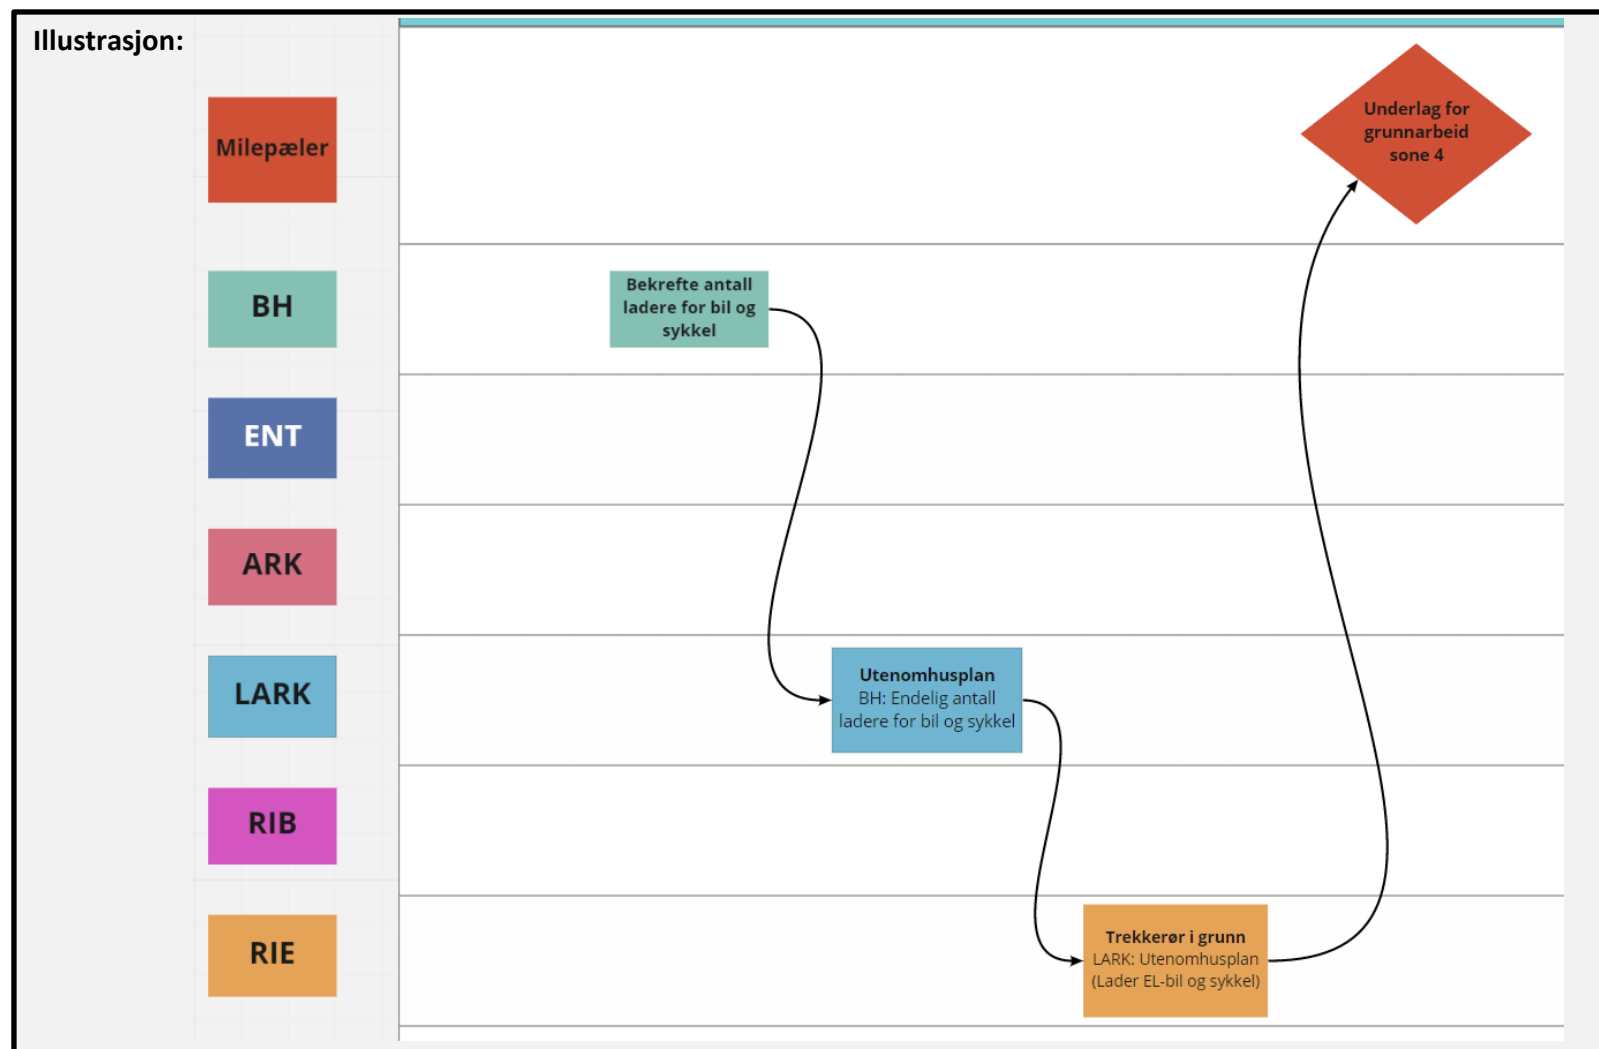 Illustrasjon:
Milepæler
Underlag for
grunnarbeid
sone 4
BH
Bekrefte antall
ladere for bil og
sykkel
ENT
ARK
LARK
Utenomhusplan
BH: Endelig antall
ladere for bil og sykkel
RIB
RIE
Trekkerør i grunn
LARK: Utenomhusplan
(Lader EL-bil og sykkel)